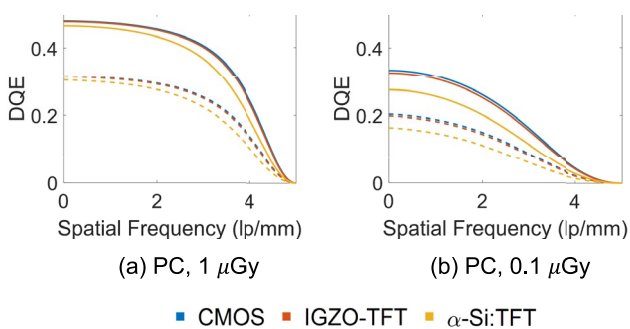 0.4
0.2
0
DQE
0 2 4
Spatial Frequency (lp/mm)
(a) PC, 1 μGy
0.4
0.2
0
DQE
0 2 4
Spatial Frequency (lp/mm)
(b) PC, 0.1 μGy
CMOS IGZO-TFT α-Si:TFT